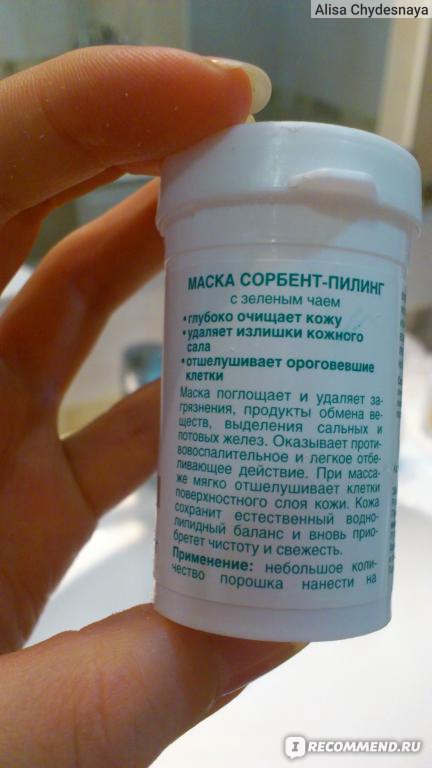 Alisa Chydesnaya
МАСКА СОРБЕНТ-ПИЛИНГ
с зеленым чаем
•глубоко очищает кожу
•удаляет излишки кожного
сала
•отшелушивает ороговевшие
клетки
Маска поглощает и удаляет за-
грязнения, продукты обмена ве-
ществ, выделения сальных и
потовых желез. Оказывает проти-
вовоспалительное и легкое отбе-
ливающее действие. При масса-
же мягко отшелушивает клетки
поверхностного слоя кожи. Кожа
сохранит естественный водно-
липидный баланс и вновь прио-
бретет чистоту и свежесть.
Применение: небольшое коли-
чество порошка нанести на
IRECOMMEND.RU